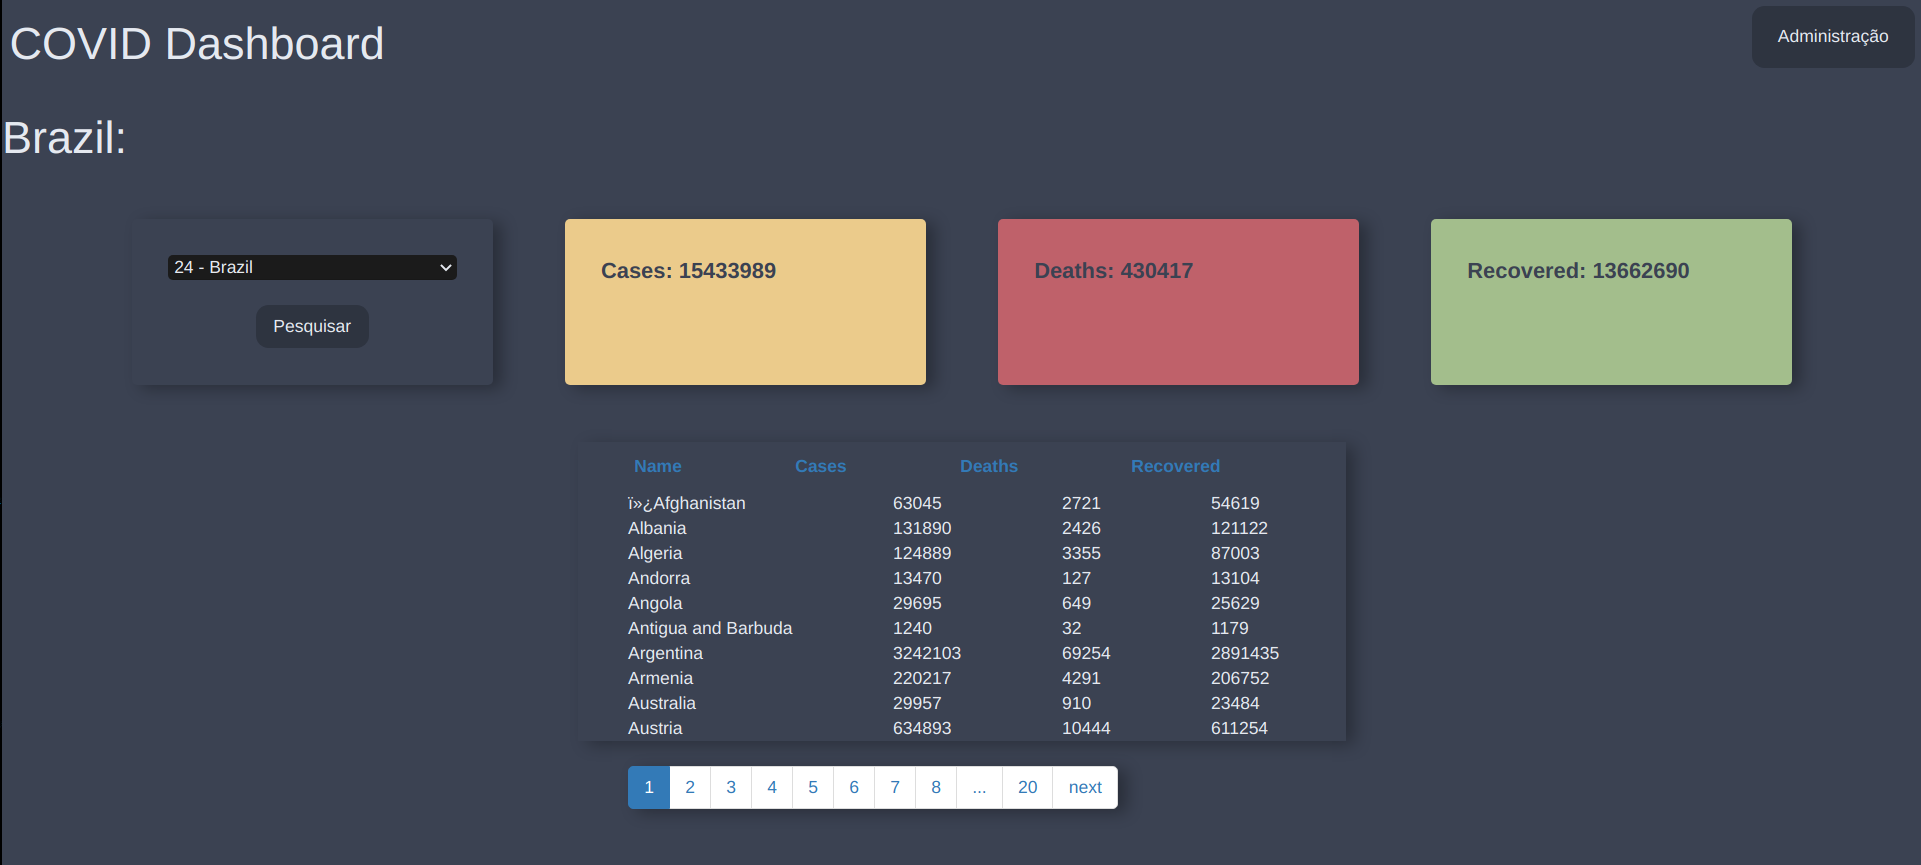 COVID Dashboard
Administração
Brazil:
24 - Brazil
Pesquisar
Cases: 15433989
Deaths: 430417
Recovered: 13662690
Name Cases Deaths Recovered
ï»¿Afghanistan 63045 2721 54619
Albania 131890 2426 121122
Algeria 124889 3355 87003
Andorra 13470 127 13104
Angola 29695 649 25629
Antigua and Barbuda 1240 32 1179
Argentina 3242103 69254 2891435
Armenia 220217 4291 206752
Australia 29957 910 23484
Austria 634893 10444 611254
1 2 3 4 5 6 7 8 ... 20 next